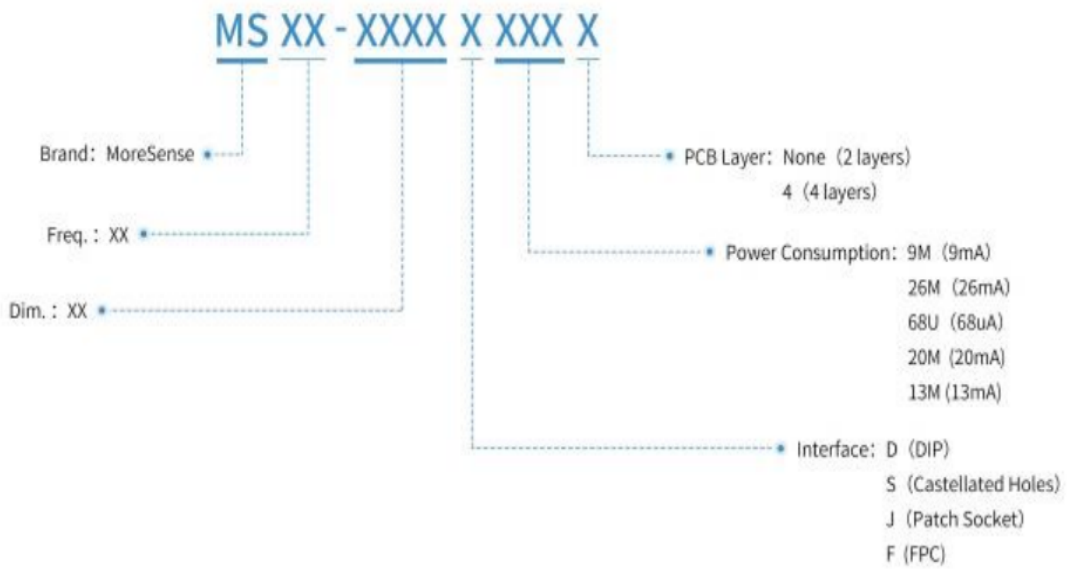 MS XX - XXXX X XXX X
Brand: MoreSense
PCB Layer: None (2 layers)
4 (4 layers)
Freq. : XX
Power Consumption: 9M (9mA)
26M (26mA)
68U (68uA)
20M (20mA)
13M (13mA)
Dim. : XX
Interface: D (DIP)
S (Castellated Holes)
J (Patch Socket)
F (FPC)